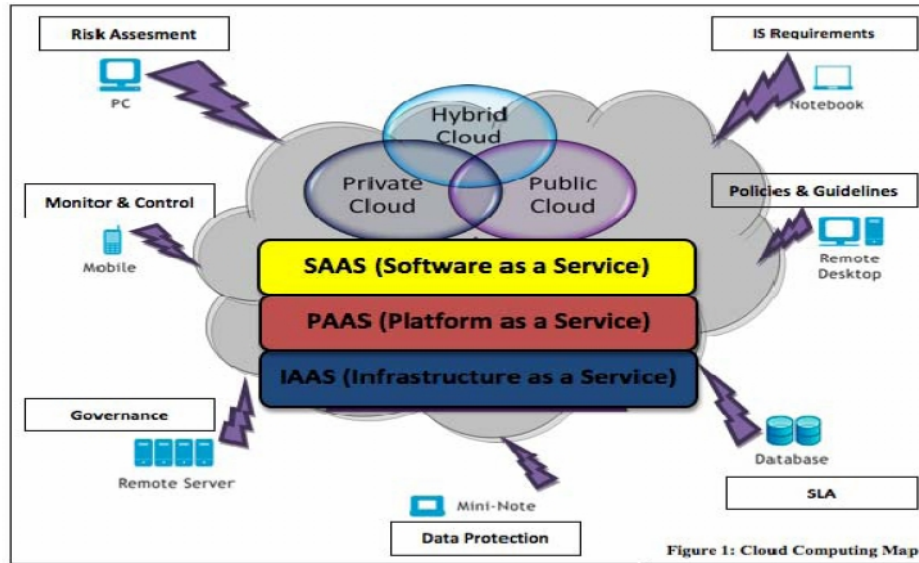 Risk Assesment
PC
IS Requirements
Notebook
Hybrid
Cloud
Private
Cloud
Public
Cloud
Monitor & Control
Mobile
Policies & Guidelines
Remote
Desktop
SAAS (Software as a Service)
PAAS (Platform as a Service)
IAAS (Infrastructure as a Service)
Governance
Remote Server
Database
SLA
Mini-Note
Data Protection
Figure 1: Cloud Computing Map